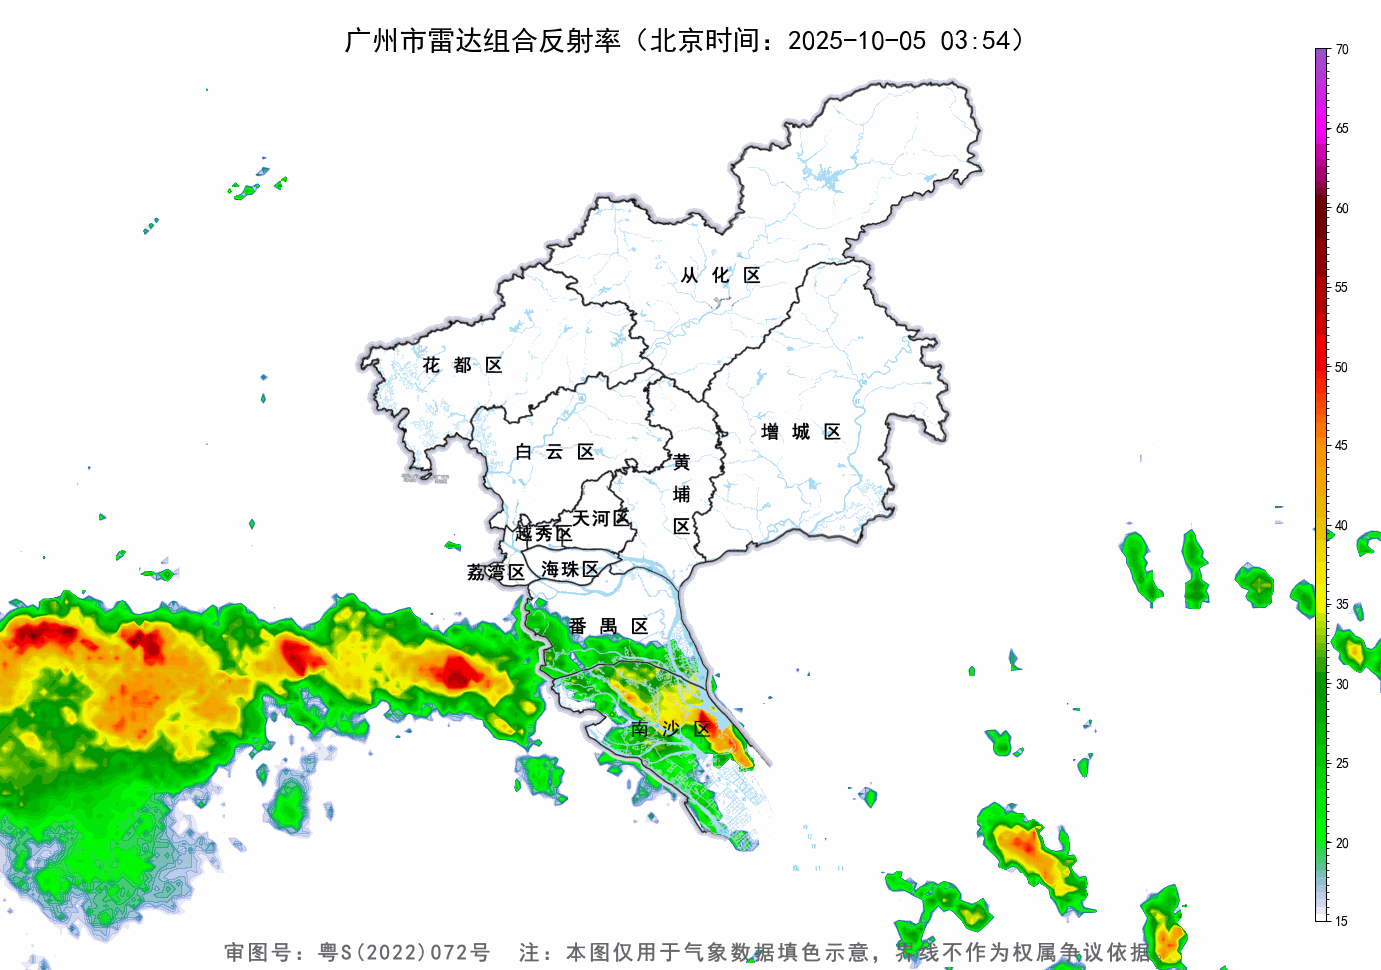 广州市雷达组合反射率（北京时间：2025-10-05 03:54）
70
65
60
55
50
45
40
35
30
25
20
15
从化区
花都区
增城区
白云区
黄埔区
天河区
越秀区
荔湾区
海珠区
番禺区
南沙区
审图号：粤S(2022)072号 注：本图仅用于气象数据填色示意，界线不作为权属争议依据。